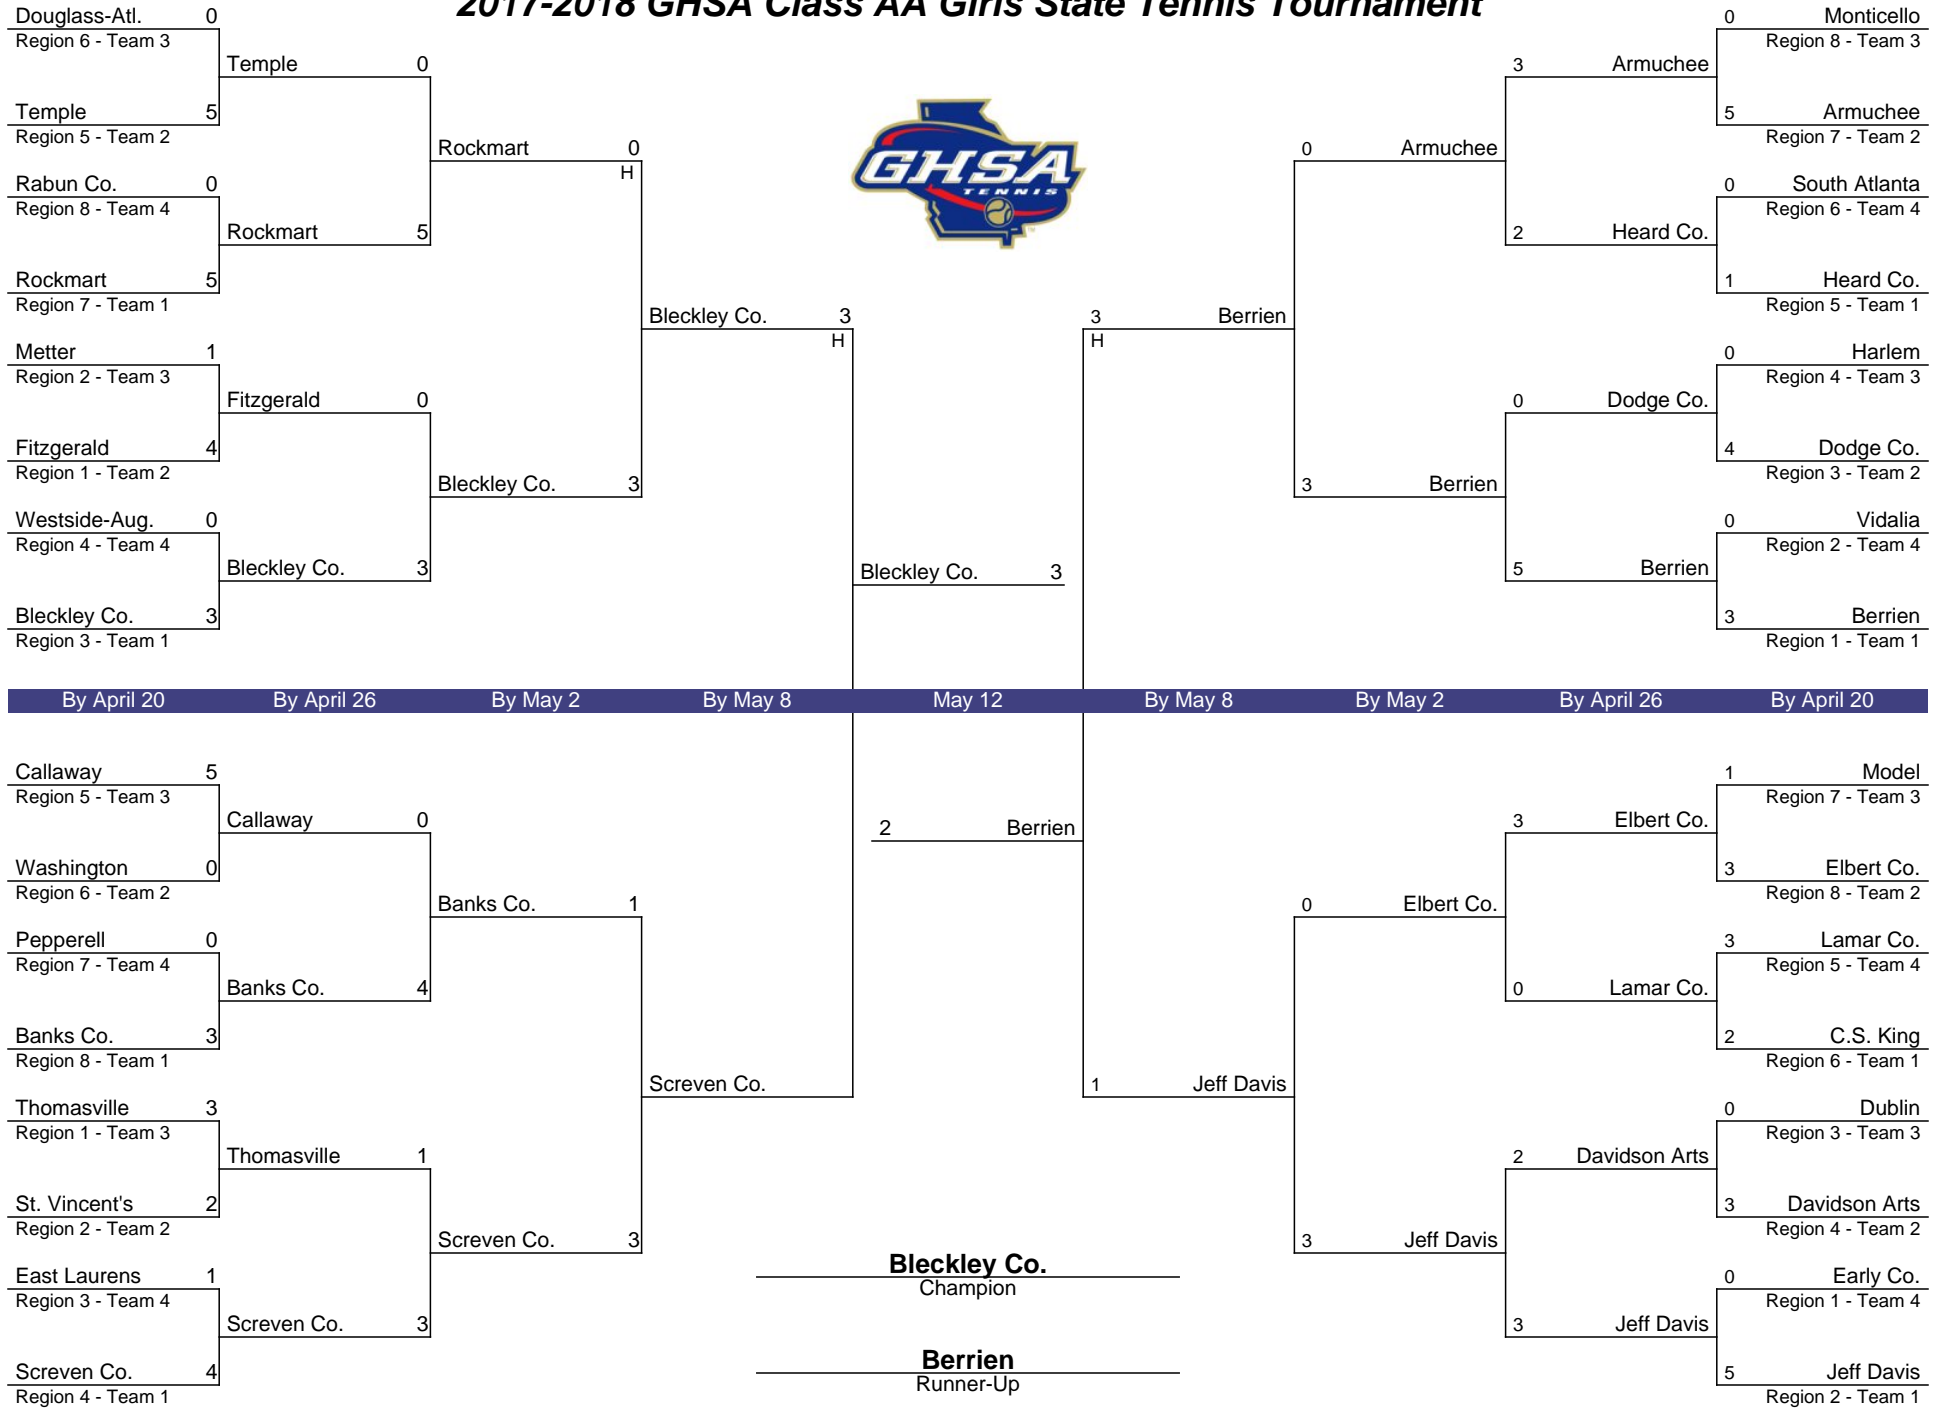 2017-2018 GHSA Class AA Girls State Tennis Tournament
Douglass-Atl. 0
Region 6 - Team 3
Temple 0
Temple 5
Region 5 - Team 2
Rockmart 0
H
Rabun Co. 0
Region 8 - Team 4
Rockmart 5
Rockmart 5
Region 7 - Team 1
Bleckley Co. 3
H
Metter 1
Region 2 - Team 3
Fitzgerald 0
Fitzgerald 4
Region 1 - Team 2
Bleckley Co. 3
Westside-Aug. 0
Region 4 - Team 4
Bleckley Co. 3
Bleckley Co. 3
Region 3 - Team 1
Bleckley Co. 3
GHSA
TENNIS
0 Monticello
Region 8 - Team 3
3 Armuchee
5 Armuchee
Region 7 - Team 2
0 Armuchee
0 South Atlanta
Region 6 - Team 4
2 Heard Co.
1 Heard Co.
Region 5 - Team 1
3 Berrien
H
0 Harlem
Region 4 - Team 3
0 Dodge Co.
4 Dodge Co.
Region 3 - Team 2
3 Berrien
0 Vidalia
Region 2 - Team 4
5 Berrien
3 Berrien
Region 1 - Team 1
By April 20 By April 26 By May 2 By May 8 May 12 By May 8 By May 2 By April 26 By April 20
Callaway 5
Region 5 - Team 3
Callaway 0
Washington 0
Region 6 - Team 2
Banks Co. 1
Pepperell 0
Region 7 - Team 4
Banks Co. 4
Banks Co. 3
Region 8 - Team 1
Screven Co.
Thomasville 3
Region 1 - Team 3
Thomasville 1
St. Vincent's 2
Region 2 - Team 2
Screven Co. 3
East Laurens 1
Region 3 - Team 4
Screven Co. 3
Screven Co. 4
Region 4 - Team 1
2 Berrien
1 Model
Region 7 - Team 3
3 Elbert Co.
3 Elbert Co.
Region 8 - Team 2
0 Elbert Co.
3 Lamar Co.
Region 5 - Team 4
0 Lamar Co.
2 C.S. King
Region 6 - Team 1
1 Jeff Davis
0 Dublin
Region 3 - Team 3
2 Davidson Arts
3 Davidson Arts
Region 4 - Team 2
3 Jeff Davis
0 Early Co.
Region 1 - Team 4
3 Jeff Davis
5 Jeff Davis
Region 2 - Team 1
Bleckley Co.
Champion
Berrien
Runner-Up